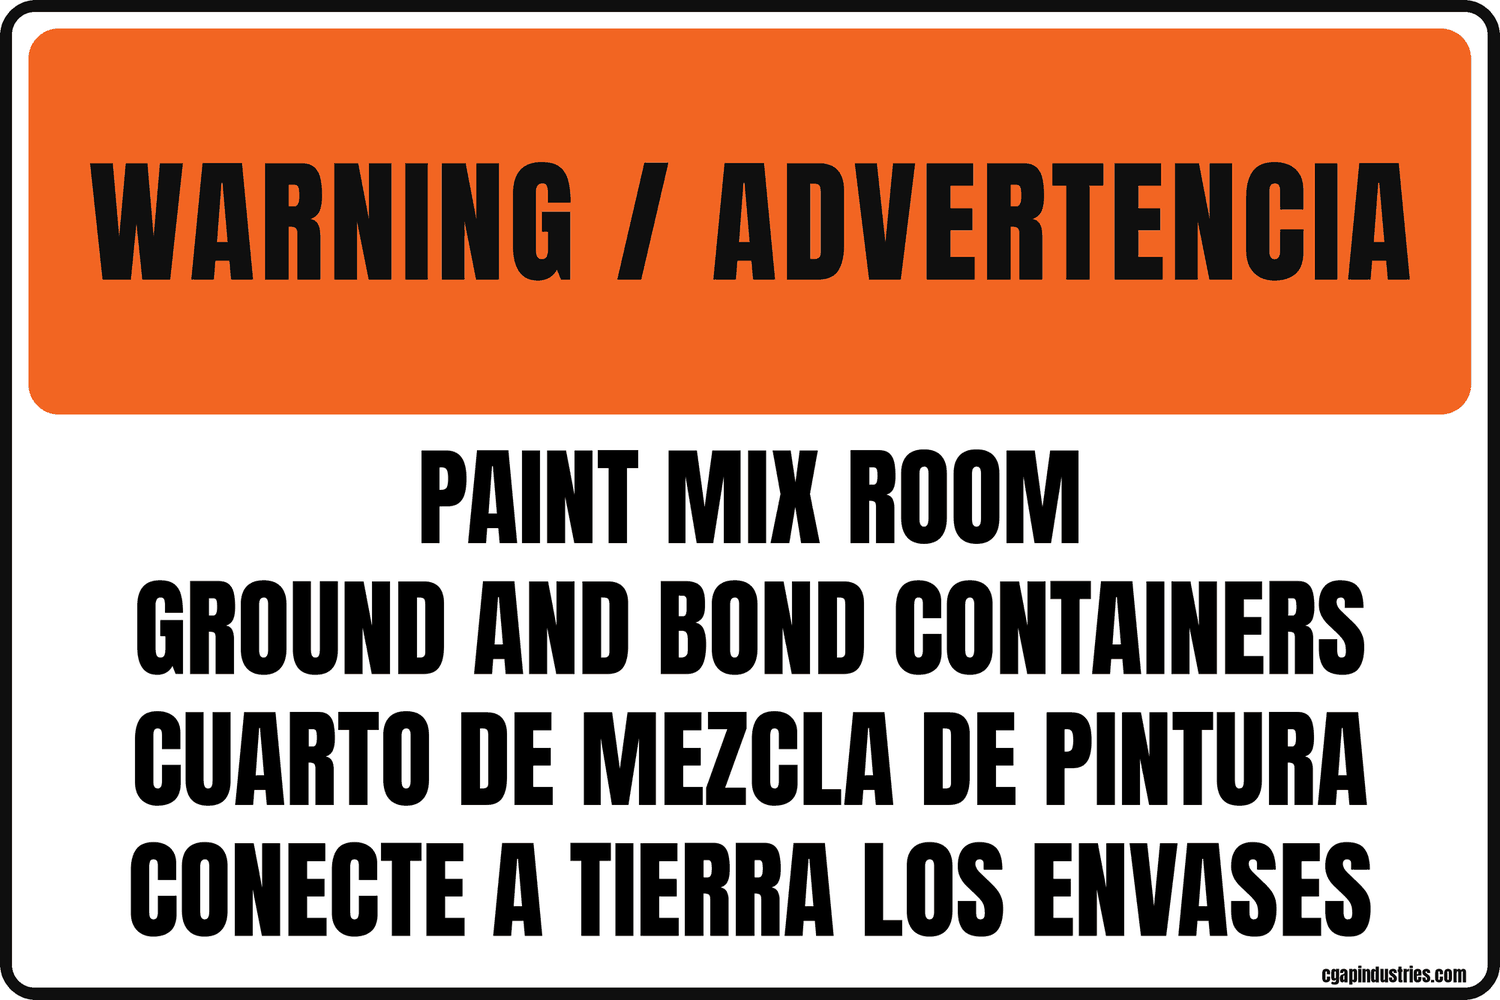 WARNING / ADVERTENCIA
PAINT MIX ROOM
GROUND AND BOND CONTAINERS
CUARTO DE MEZCLA DE PINTURA
CONECTE A TIERRA LOS ENVASES
cgapindustries.com